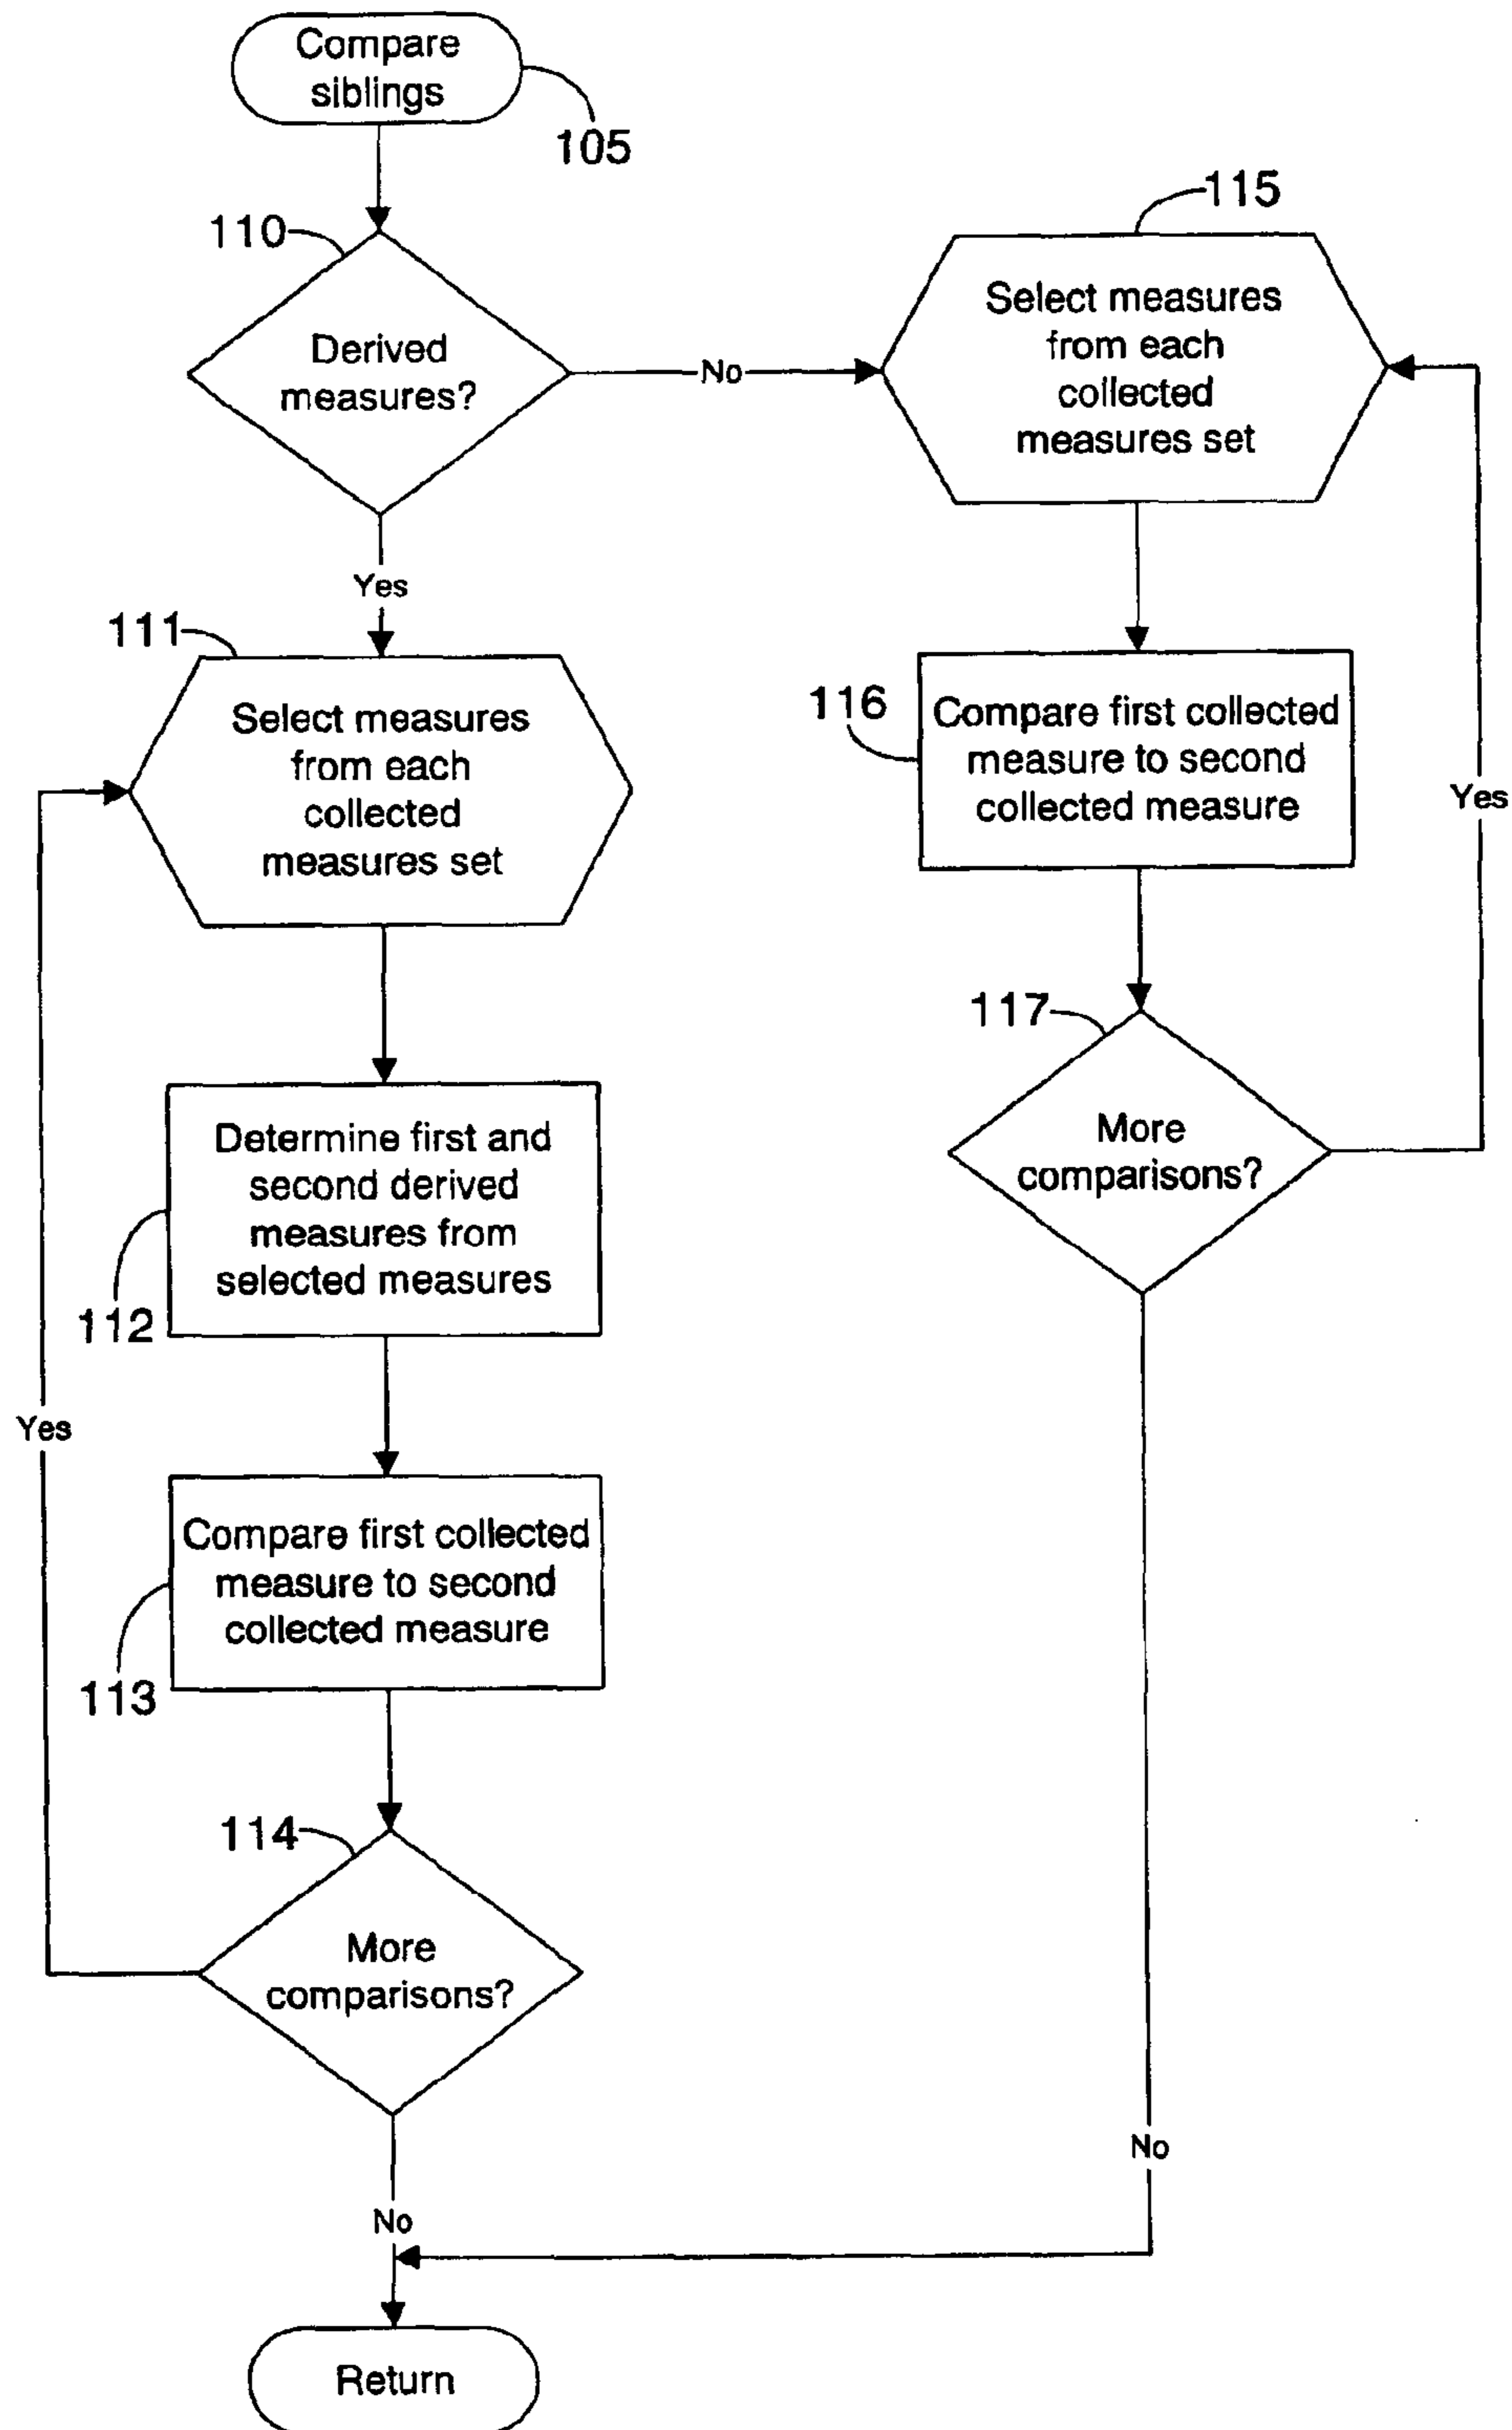 Compare
siblings
105
110
Derived
measures?
No
Yes
115
Select measures
from each
collected
measures set
111
Select measures
from each
collected
measures set
116
Compare first collected
measure to second
collected measure
Yes
117
More
comparisons?
Determine first and
second derived
measures from
selected measures
112
Yes
Compare first collected
measure to second
collected measure
113
114
More
comparisons?
No
No
Return